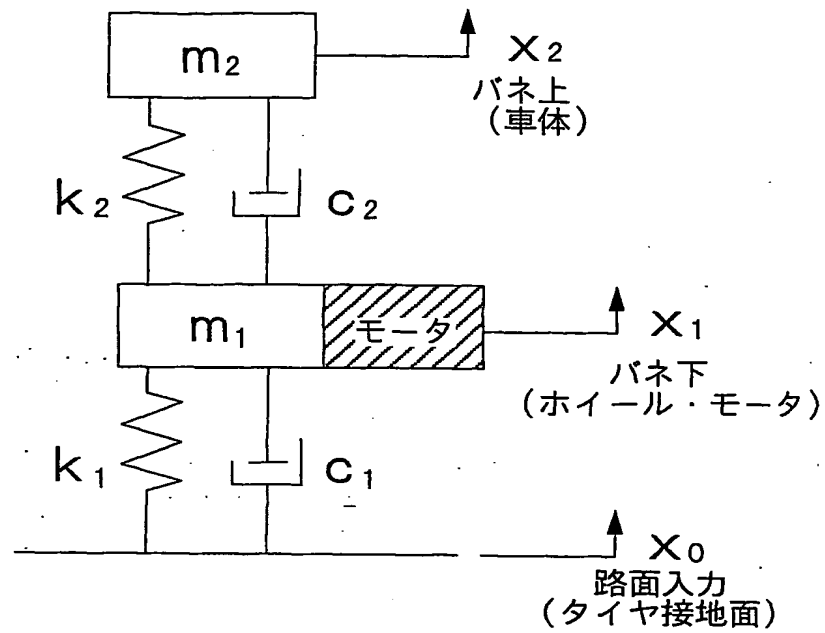 m₂
x₂
バネ上
(車体)
k₂
c₂
m₁
モータ
x₁
バネ下
(ホイール・モータ)
k₁
c₁
x₀
路面入力
(タイヤ接地面)